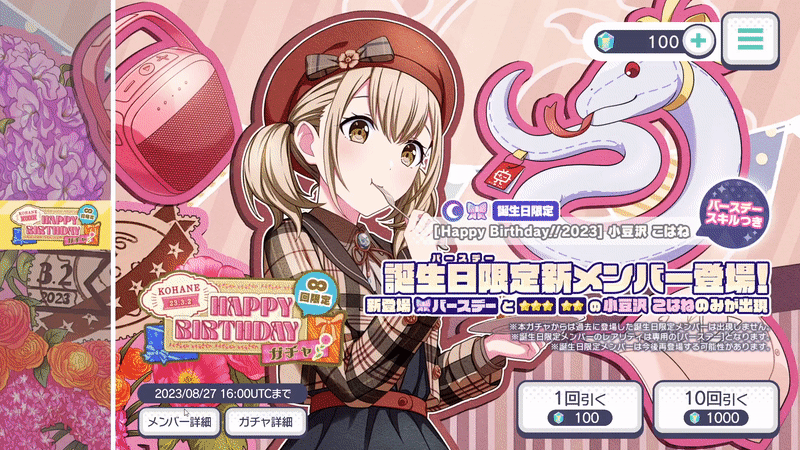 100
誕生日限定
[Happy Birthday!!2023] 小豆沢 こはね
バースデー
スキルつき
バースデー
誕生日限定新メンバー登場!
新登場 バースデー と ★★★ ★★ の 小豆沢 こはねのみが出現
※本ガチャからは過去に登場した誕生日限定メンバーは出現しません。
※誕生日限定メンバーのレアリティは専用の[バースデー]となります。
※誕生日限定メンバーは今後再登場する可能性があります。
KOHANE
23.3.2
∞
回限定
HAPPY
BIRTHDAY
ガチャ
2023/08/27 16:00UTCまで
メンバー詳細
ガチャ詳細
1回引く
100
10回引く
1000
KOHANE
HAPPY
BIRTHDAY
B2
2023